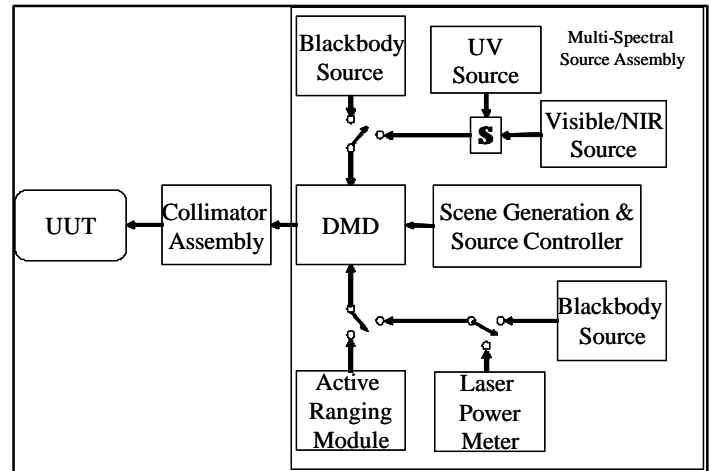 Blackbody
Source
UV
Source
Multi-Spectral
Source Assembly
S
Visible/NIR
Source
UUT
Collimator
Assembly
DMD
Scene Generation &
Source Controller
Blackbody
Source
Active
Ranging
Module
Laser
Power
Meter